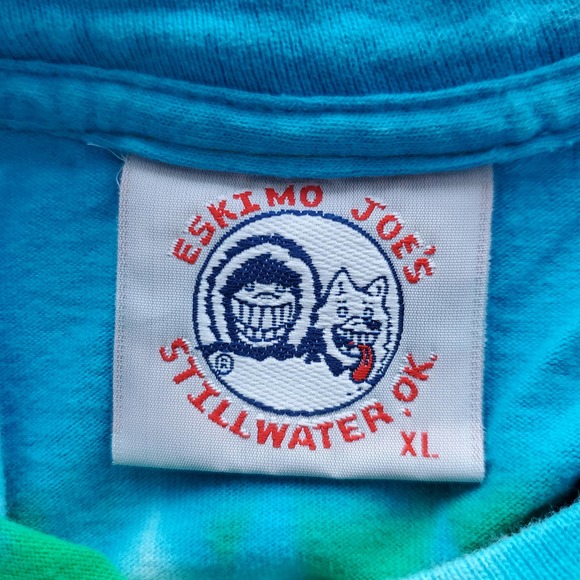 ESKIMO JOE'S
STILLWATER, OK.
®
XL